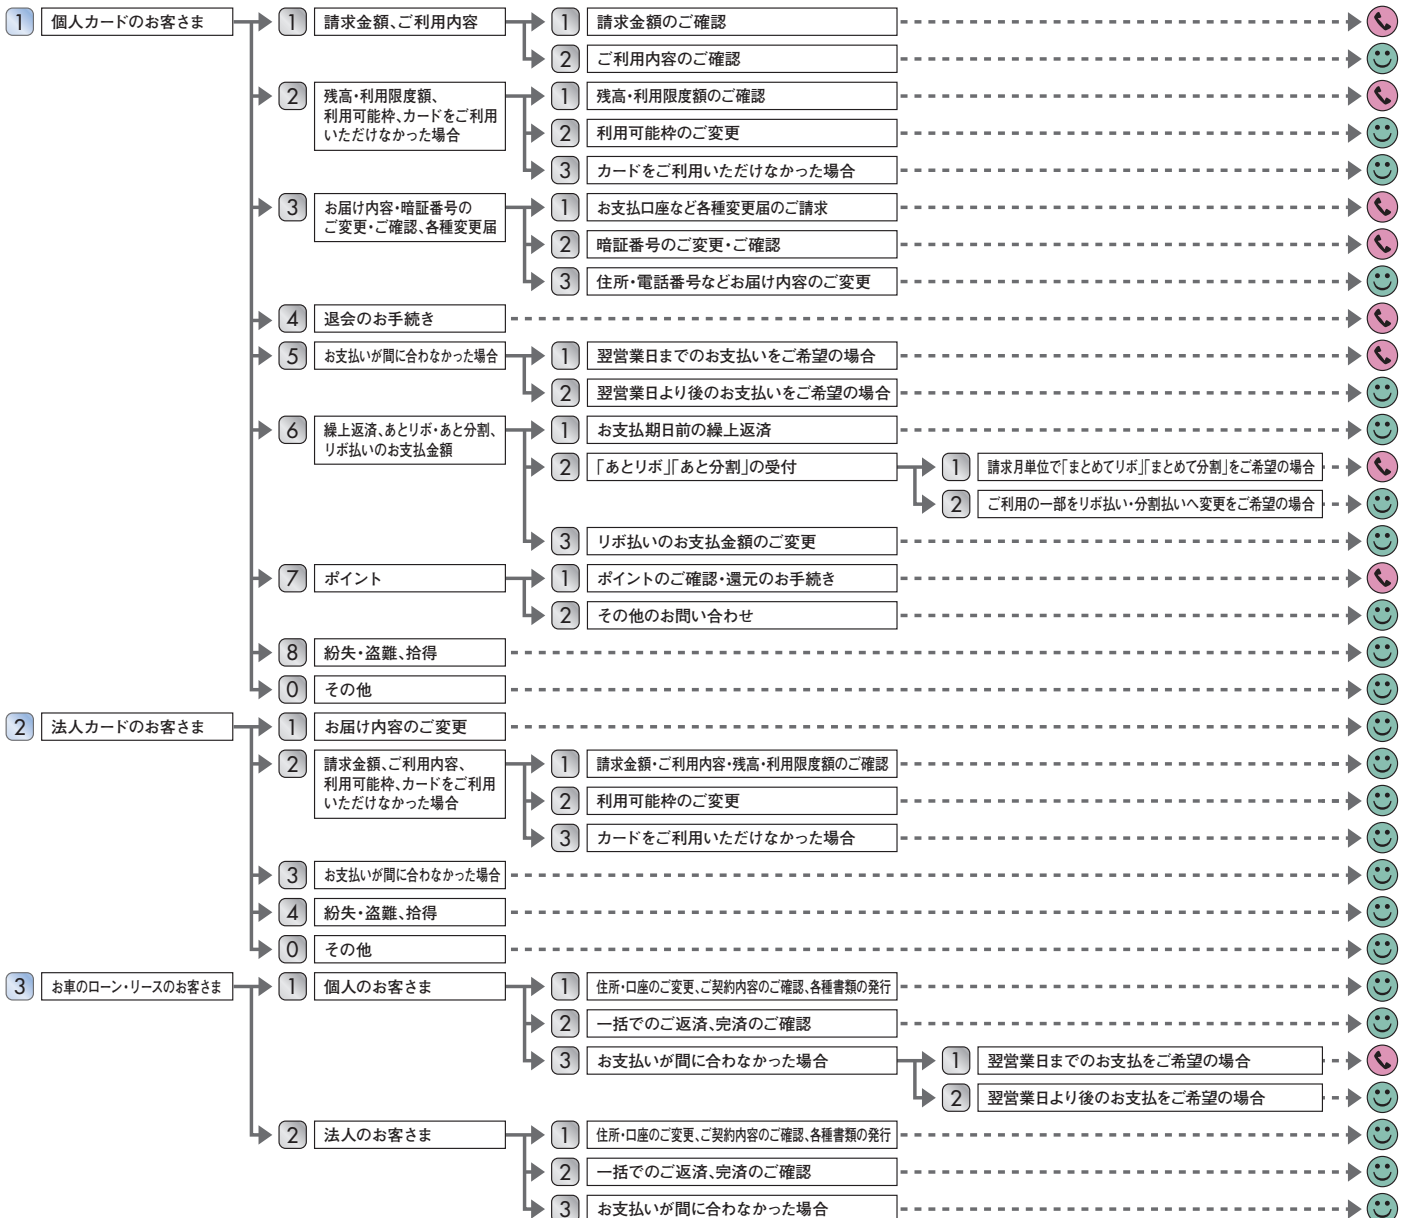 1 個人カードのお客さま 1 請求金額、ご利用内容 1 請求金額のご確認
2 ご利用内容のご確認
2 残高・利用限度額、
利用可能枠、カードをご利用
いただけなかった場合
1 残高・利用限度額のご確認
2 利用可能枠のご変更
3 カードをご利用いただけなかった場合
3 お届け内容・暗証番号の
ご変更・ご確認、各種変更届
1 お支払口座など各種変更届のご請求
2 暗証番号のご変更・ご確認
3 住所・電話番号などお届け内容のご変更
4 退会のお手続き
5 お支払いが間に合わなかった場合 1 翌営業日までのお支払いをご希望の場合
2 翌営業日より後のお支払いをご希望の場合
6 繰上返済、あとリボ・あと分割、
リボ払いのお支払金額
1 お支払期日前の繰上返済
2 「あとリボ」「あと分割」の受付 1 請求月単位で「まとめてリボ」「まとめて分割」をご希望の場合
2 ご利用の一部をリボ払い・分割払いへ変更をご希望の場合
3 リボ払いのお支払金額のご変更
7 ポイント 1 ポイントのご確認・還元のお手続き
2 その他のお問い合わせ
8 紛失・盗難、拾得
0 その他
2 法人カードのお客さま 1 お届け内容のご変更
2 請求金額、ご利用内容、
利用可能枠、カードをご利用
いただけなかった場合
1 請求金額・ご利用内容・残高・利用限度額のご確認
2 利用可能枠のご変更
3 カードをご利用いただけなかった場合
3 お支払いが間に合わなかった場合
4 紛失・盗難、拾得
0 その他
3 お車のローン・リースのお客さま 1 個人のお客さま 1 住所・口座のご変更、ご契約内容のご確認、各種書類の発行
2 一括でのご返済、完済のご確認
3 お支払いが間に合わなかった場合 1 翌営業日までのお支払をご希望の場合
2 翌営業日より後のお支払をご希望の場合
2 法人のお客さま 1 住所・口座のご変更、ご契約内容のご確認、各種書類の発行
2 一括でのご返済、完済のご確認
3 お支払いが間に合わなかった場合